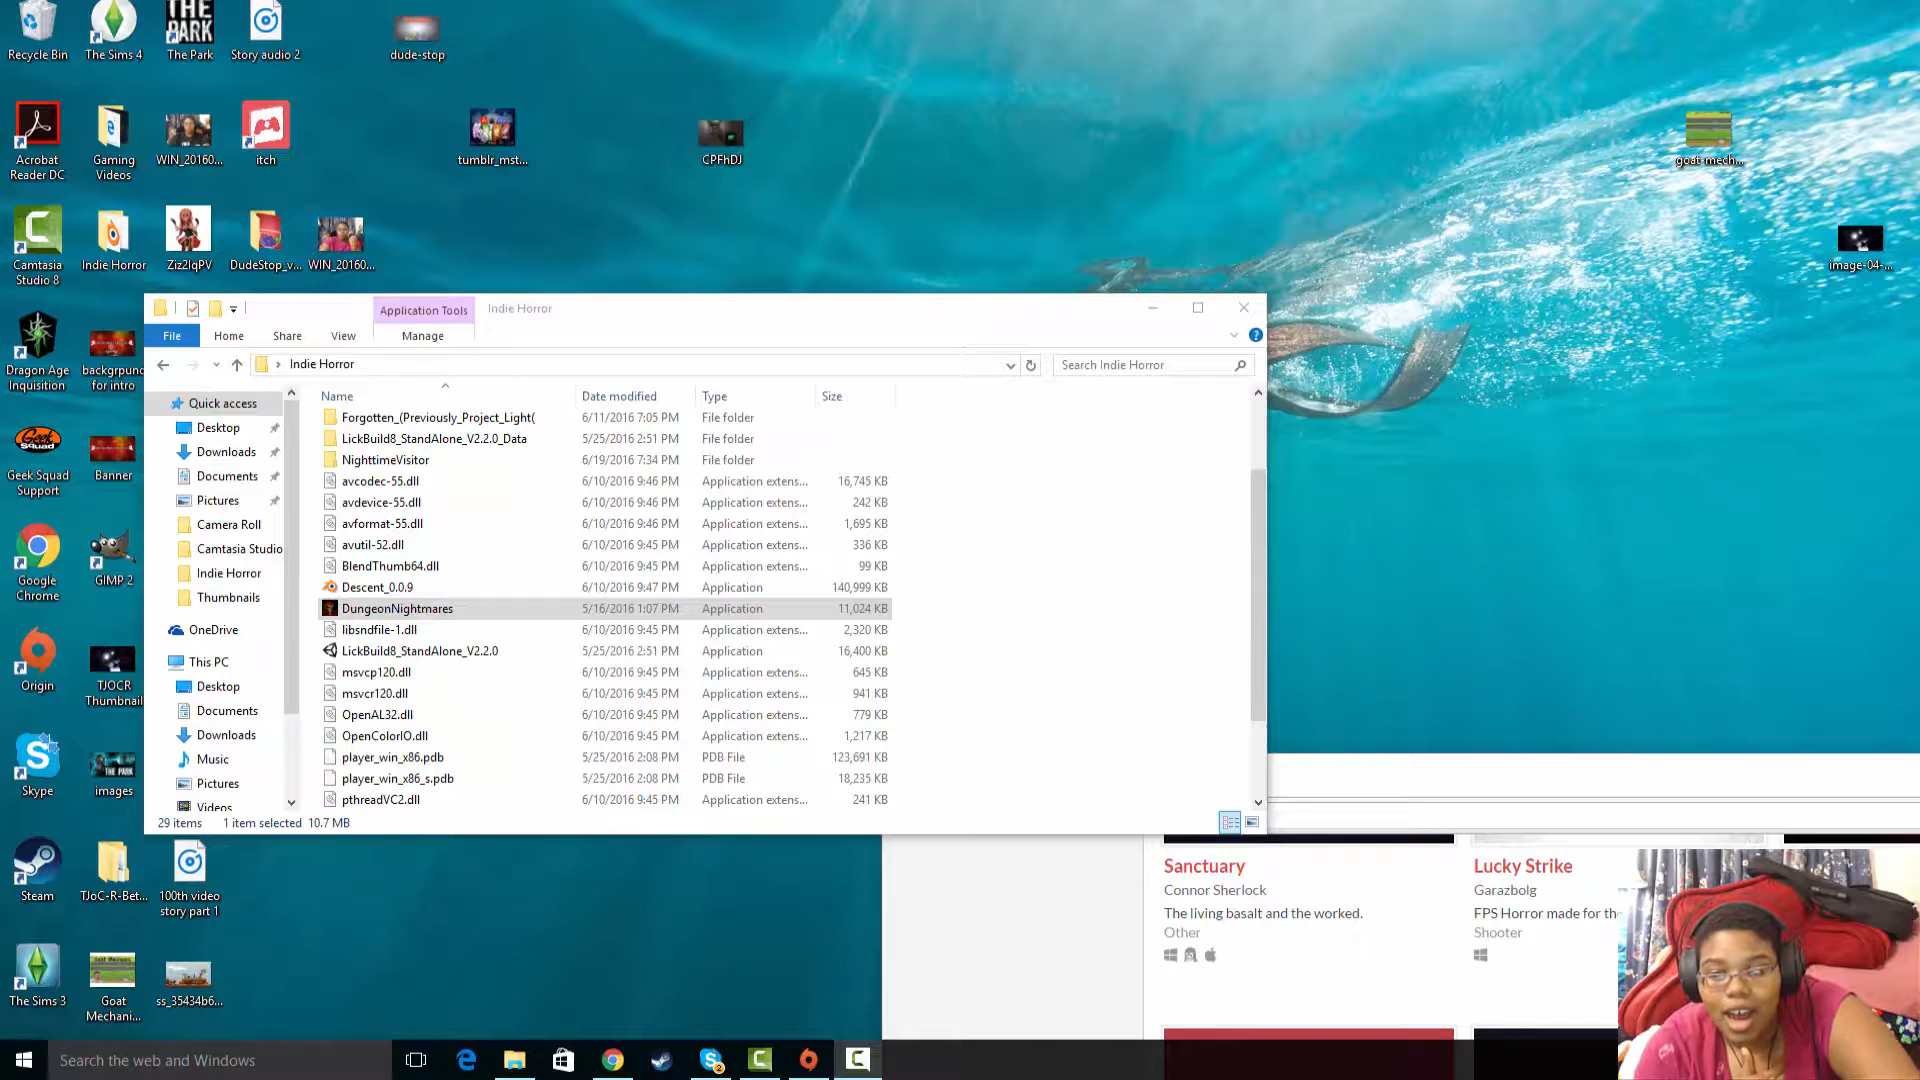 Recycle Bin
The Sims 4
The Park
Story audio 2
dude-stop
THE PARK
Acrobat Reader DC
Gaming Videos
WIN_20160...
itch
tumblr_mst...
CPFhDJ
goat-mech...
Camtasia Studio 8
Indie Horror
Ziz2IqPV
DudeStop_v...
WIN_20160...
image-04-...
Dragon Age Inquisition
backgrpund for intro
Geek Squad Support
Banner
Google Chrome
GIMP 2
Origin
TJOCR Thumbnail
Skype
images
Steam
TJoC-R-Bet...
100th video story part 1
The Sims 3
Goat Mechani...
ss_35434b6...
Application Tools
Indie Horror
File
Home
Share
View
Manage
Indie Horror
Search Indie Horror
Quick access
Desktop
Downloads
Documents
Pictures
Camera Roll
Camtasia Studio
Indie Horror
Thumbnails
OneDrive
This PC
Desktop
Documents
Downloads
Music
Pictures
Videos
Name Date modified Type Size
Forgotten_(Previously_Project_Light( 6/11/2016 7:05 PM File folder
LickBuild8_StandAlone_V2.2.0_Data 5/25/2016 2:51 PM File folder
NighttimeVisitor 6/19/2016 7:34 PM File folder
avcodec-55.dll 6/10/2016 9:46 PM Application extens... 16,745 KB
avdevice-55.dll 6/10/2016 9:46 PM Application extens... 242 KB
avformat-55.dll 6/10/2016 9:46 PM Application extens... 1,695 KB
avutil-52.dll 6/10/2016 9:45 PM Application extens... 336 KB
BlendThumb64.dll 6/10/2016 9:45 PM Application extens... 99 KB
Descent_0.0.9 6/10/2016 9:47 PM Application 140,999 KB
DungeonNightmares 5/16/2016 1:07 PM Application 11,024 KB
libsndfile-1.dll 6/10/2016 9:45 PM Application extens... 2,320 KB
LickBuild8_StandAlone_V2.2.0 5/25/2016 2:51 PM Application 16,400 KB
msvcp120.dll 6/10/2016 9:45 PM Application extens... 645 KB
msvcr120.dll 6/10/2016 9:45 PM Application extens... 941 KB
OpenAL32.dll 6/10/2016 9:45 PM Application extens... 779 KB
OpenColorIO.dll 6/10/2016 9:45 PM Application extens... 1,217 KB
player_win_x86.pdb 5/25/2016 2:08 PM PDB File 123,691 KB
player_win_x86_s.pdb 5/25/2016 2:08 PM PDB File 18,235 KB
pthreadVC2.dll 6/10/2016 9:45 PM Application extens... 241 KB
29 items 1 item selected 10.7 MB
Sanctuary
Connor Sherlock
The living basalt and the worked.
Other
Lucky Strike
Garazbolg
FPS Horror made for the
Shooter
Search the web and Windows